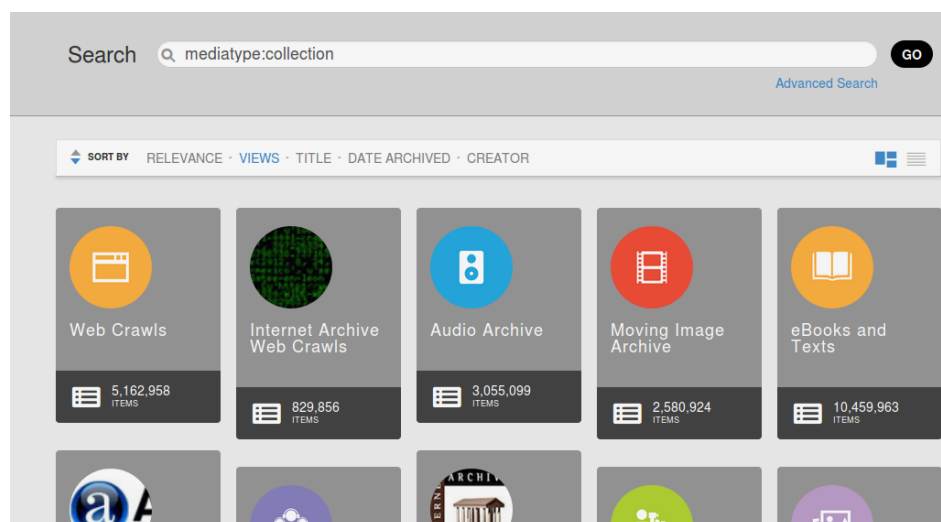 Search
mediatype:collection
GO
Advanced Search
SORT BY RELEVANCE · VIEWS · TITLE · DATE ARCHIVED · CREATOR
Web Crawls
5,162,958
ITEMS
Internet Archive
Web Crawls
829,856
ITEMS
Audio Archive
3,055,099
ITEMS
Moving Image
Archive
2,580,924
ITEMS
eBooks and
Texts
10,459,963
ITEMS
a A